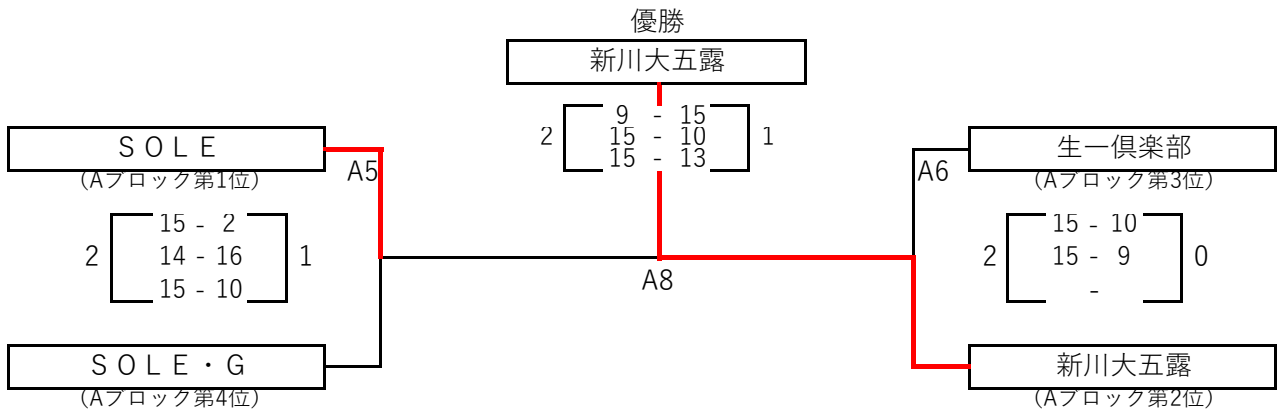 優勝
新川大五露
2
9 - 15
15 - 10
15 - 13
1
SOLE
(Aブロック第1位)
A5
2
15 - 2
14 - 16
15 - 10
1
SOLE・G
(Aブロック第4位)
A8
生一倶楽部
(Aブロック第3位)
A6
2
15 - 10
15 - 9
-
0
新川大五露
(Aブロック第2位)